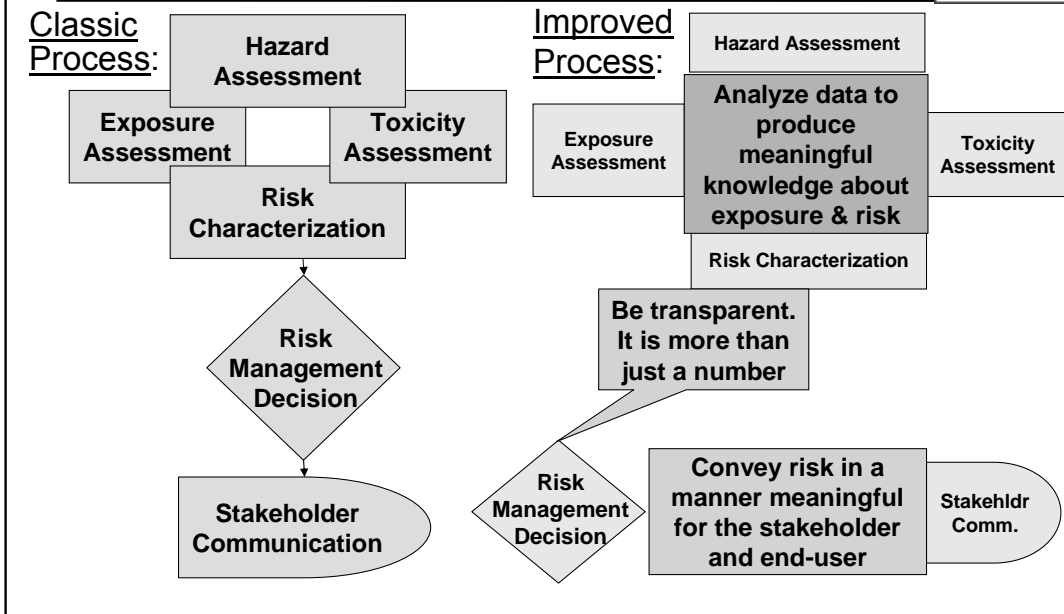 Classic
Process:
Hazard
Assessment
Exposure
Assessment
Toxicity
Assessment
Risk
Characterization
Risk
Management
Decision
Stakeholder
Communication
Improved
Process:
Hazard Assessment
Analyze data to
produce
meaningful
knowledge about
exposure & risk
Exposure
Assessment
Toxicity
Assessment
Risk Characterization
Be transparent.
It is more than
just a number
Risk
Management
Decision
Convey risk in a
manner meaningful
for the stakeholder
and end-user
Stakehldr
Comm.